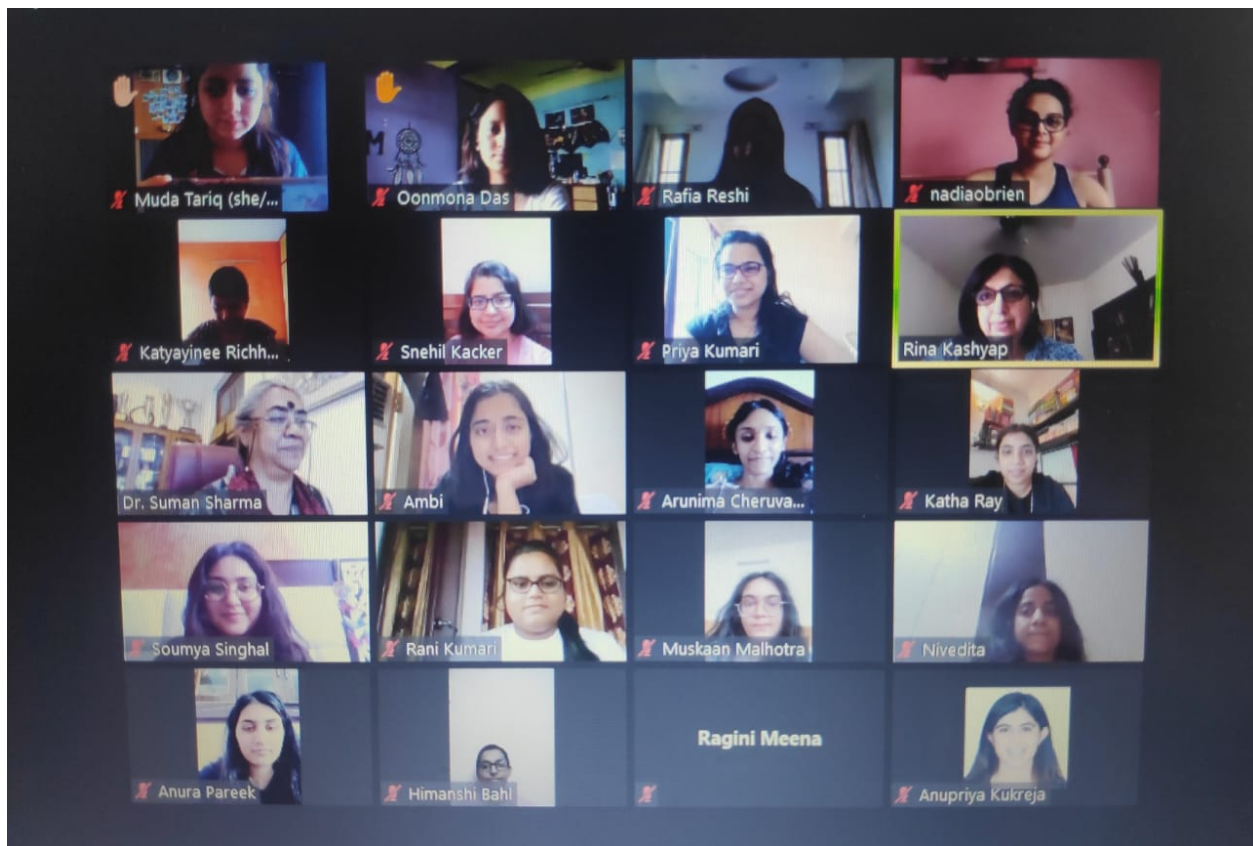 Muda Tariq (she/...
Oonmona Das
Rafia Reshi
nadiaobrien
Katyayinee Richh...
Snehil Kacker
Priya Kumari
Rina Kashyap
Dr. Suman Sharma
Ambi
Arunima Cheruva...
Katha Ray
Soumya Singhal
Rani Kumari
Muskaan Malhotra
Nivedita
Anura Pareek
Himanshi Bahl
Ragini Meena
Anupriya Kukreja
M